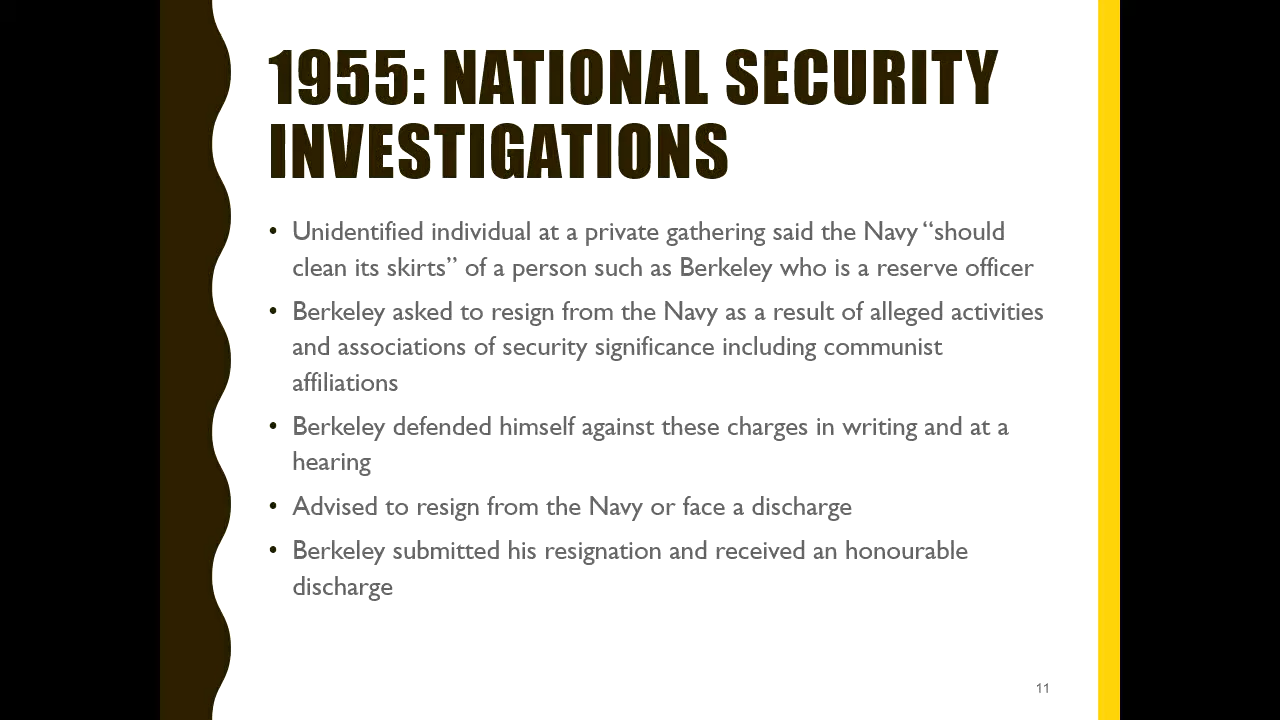 1955: NATIONAL SECURITY
INVESTIGATIONS
• Unidentified individual at a private gathering said the Navy “should
clean its skirts” of a person such as Berkeley who is a reserve officer
• Berkeley asked to resign from the Navy as a result of alleged activities
and associations of security significance including communist
affiliations
• Berkeley defended himself against these charges in writing and at a
hearing
• Advised to resign from the Navy or face a discharge
• Berkeley submitted his resignation and received an honourable
discharge
11